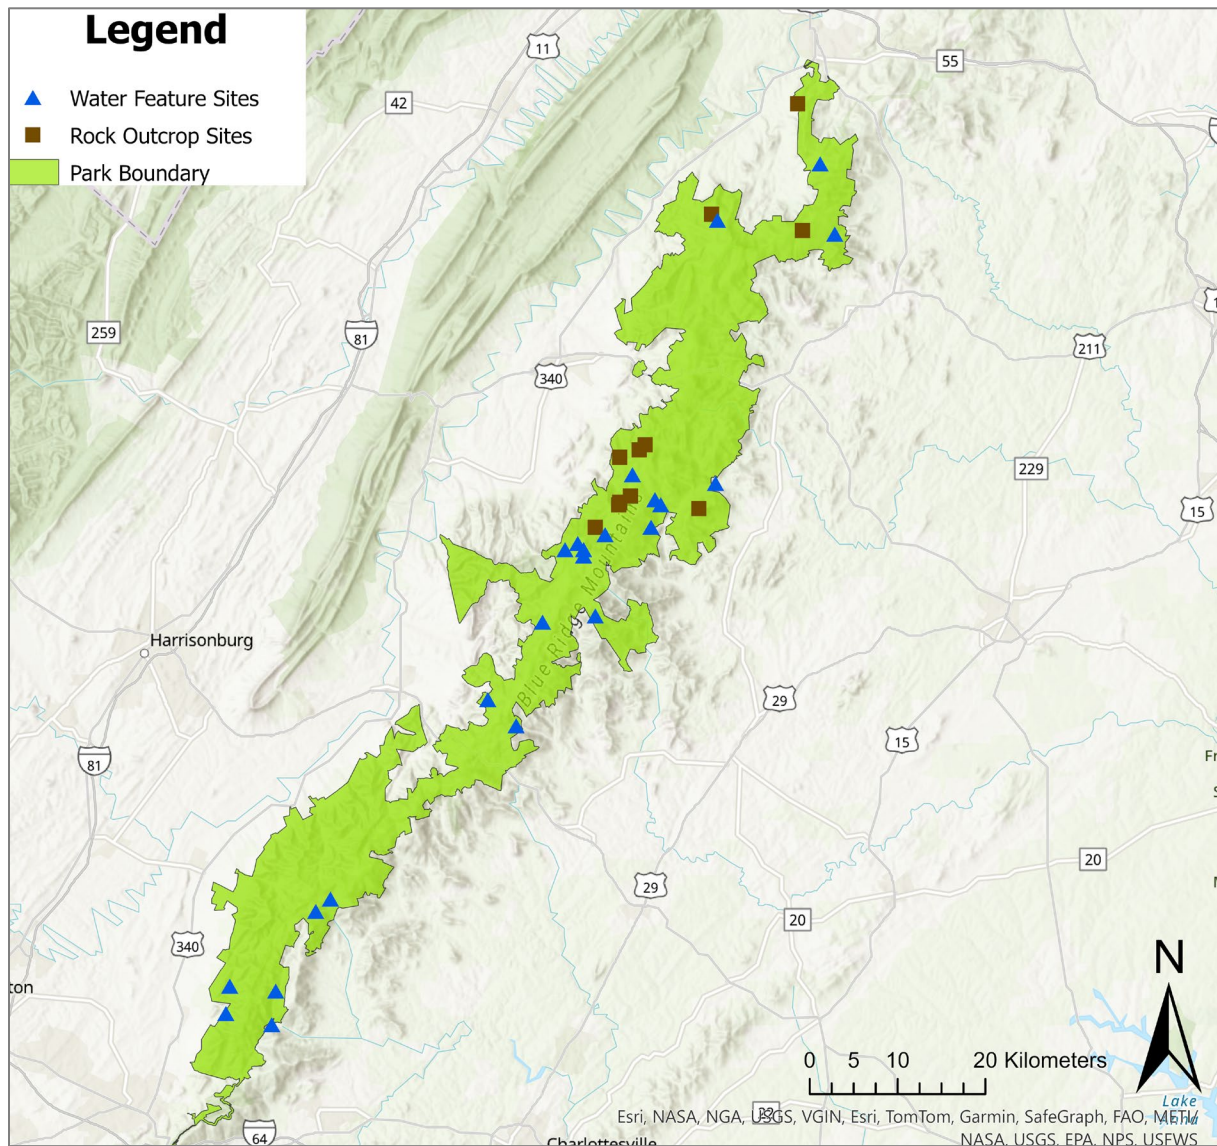 Legend
Water Feature Sites
Rock Outcrop Sites
Park Boundary
11
55
42
259
81
340
211
229
15
Harrisonburg
Blue Ridge Mountains
29
15
81
20
29
20
340
N
ton
0 5 10 20 Kilometers
Lake
Anna
Esri, NASA, NGA, USGS, VGIN, Esri, TomTom, Garmin, SafeGraph, FAO, METI/
NASA, USGS, EPA, NPS, USFWS
64
Charlottesville